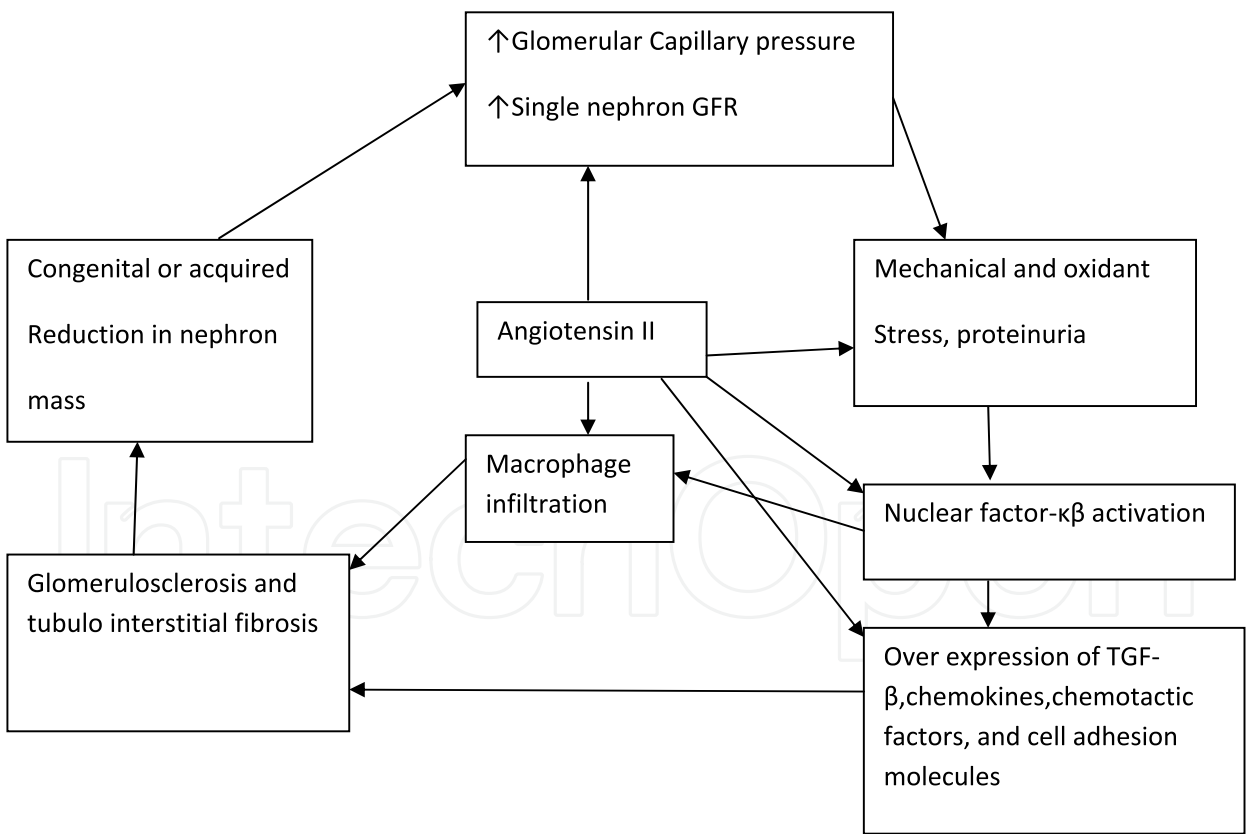 ↑Glomerular Capillary pressure
↑Single nephron GFR
Congenital or acquired
Reduction in nephron
mass
Mechanical and oxidant
Stress, proteinuria
Angiotensin II
Macrophage
infiltration
Nuclear factor-κβ activation
Glomerulosclerosis and
tubulo interstitial fibrosis
Over expression of TGF-
β,chemokines,chemotactic
factors, and cell adhesion
molecules
IntechOpen